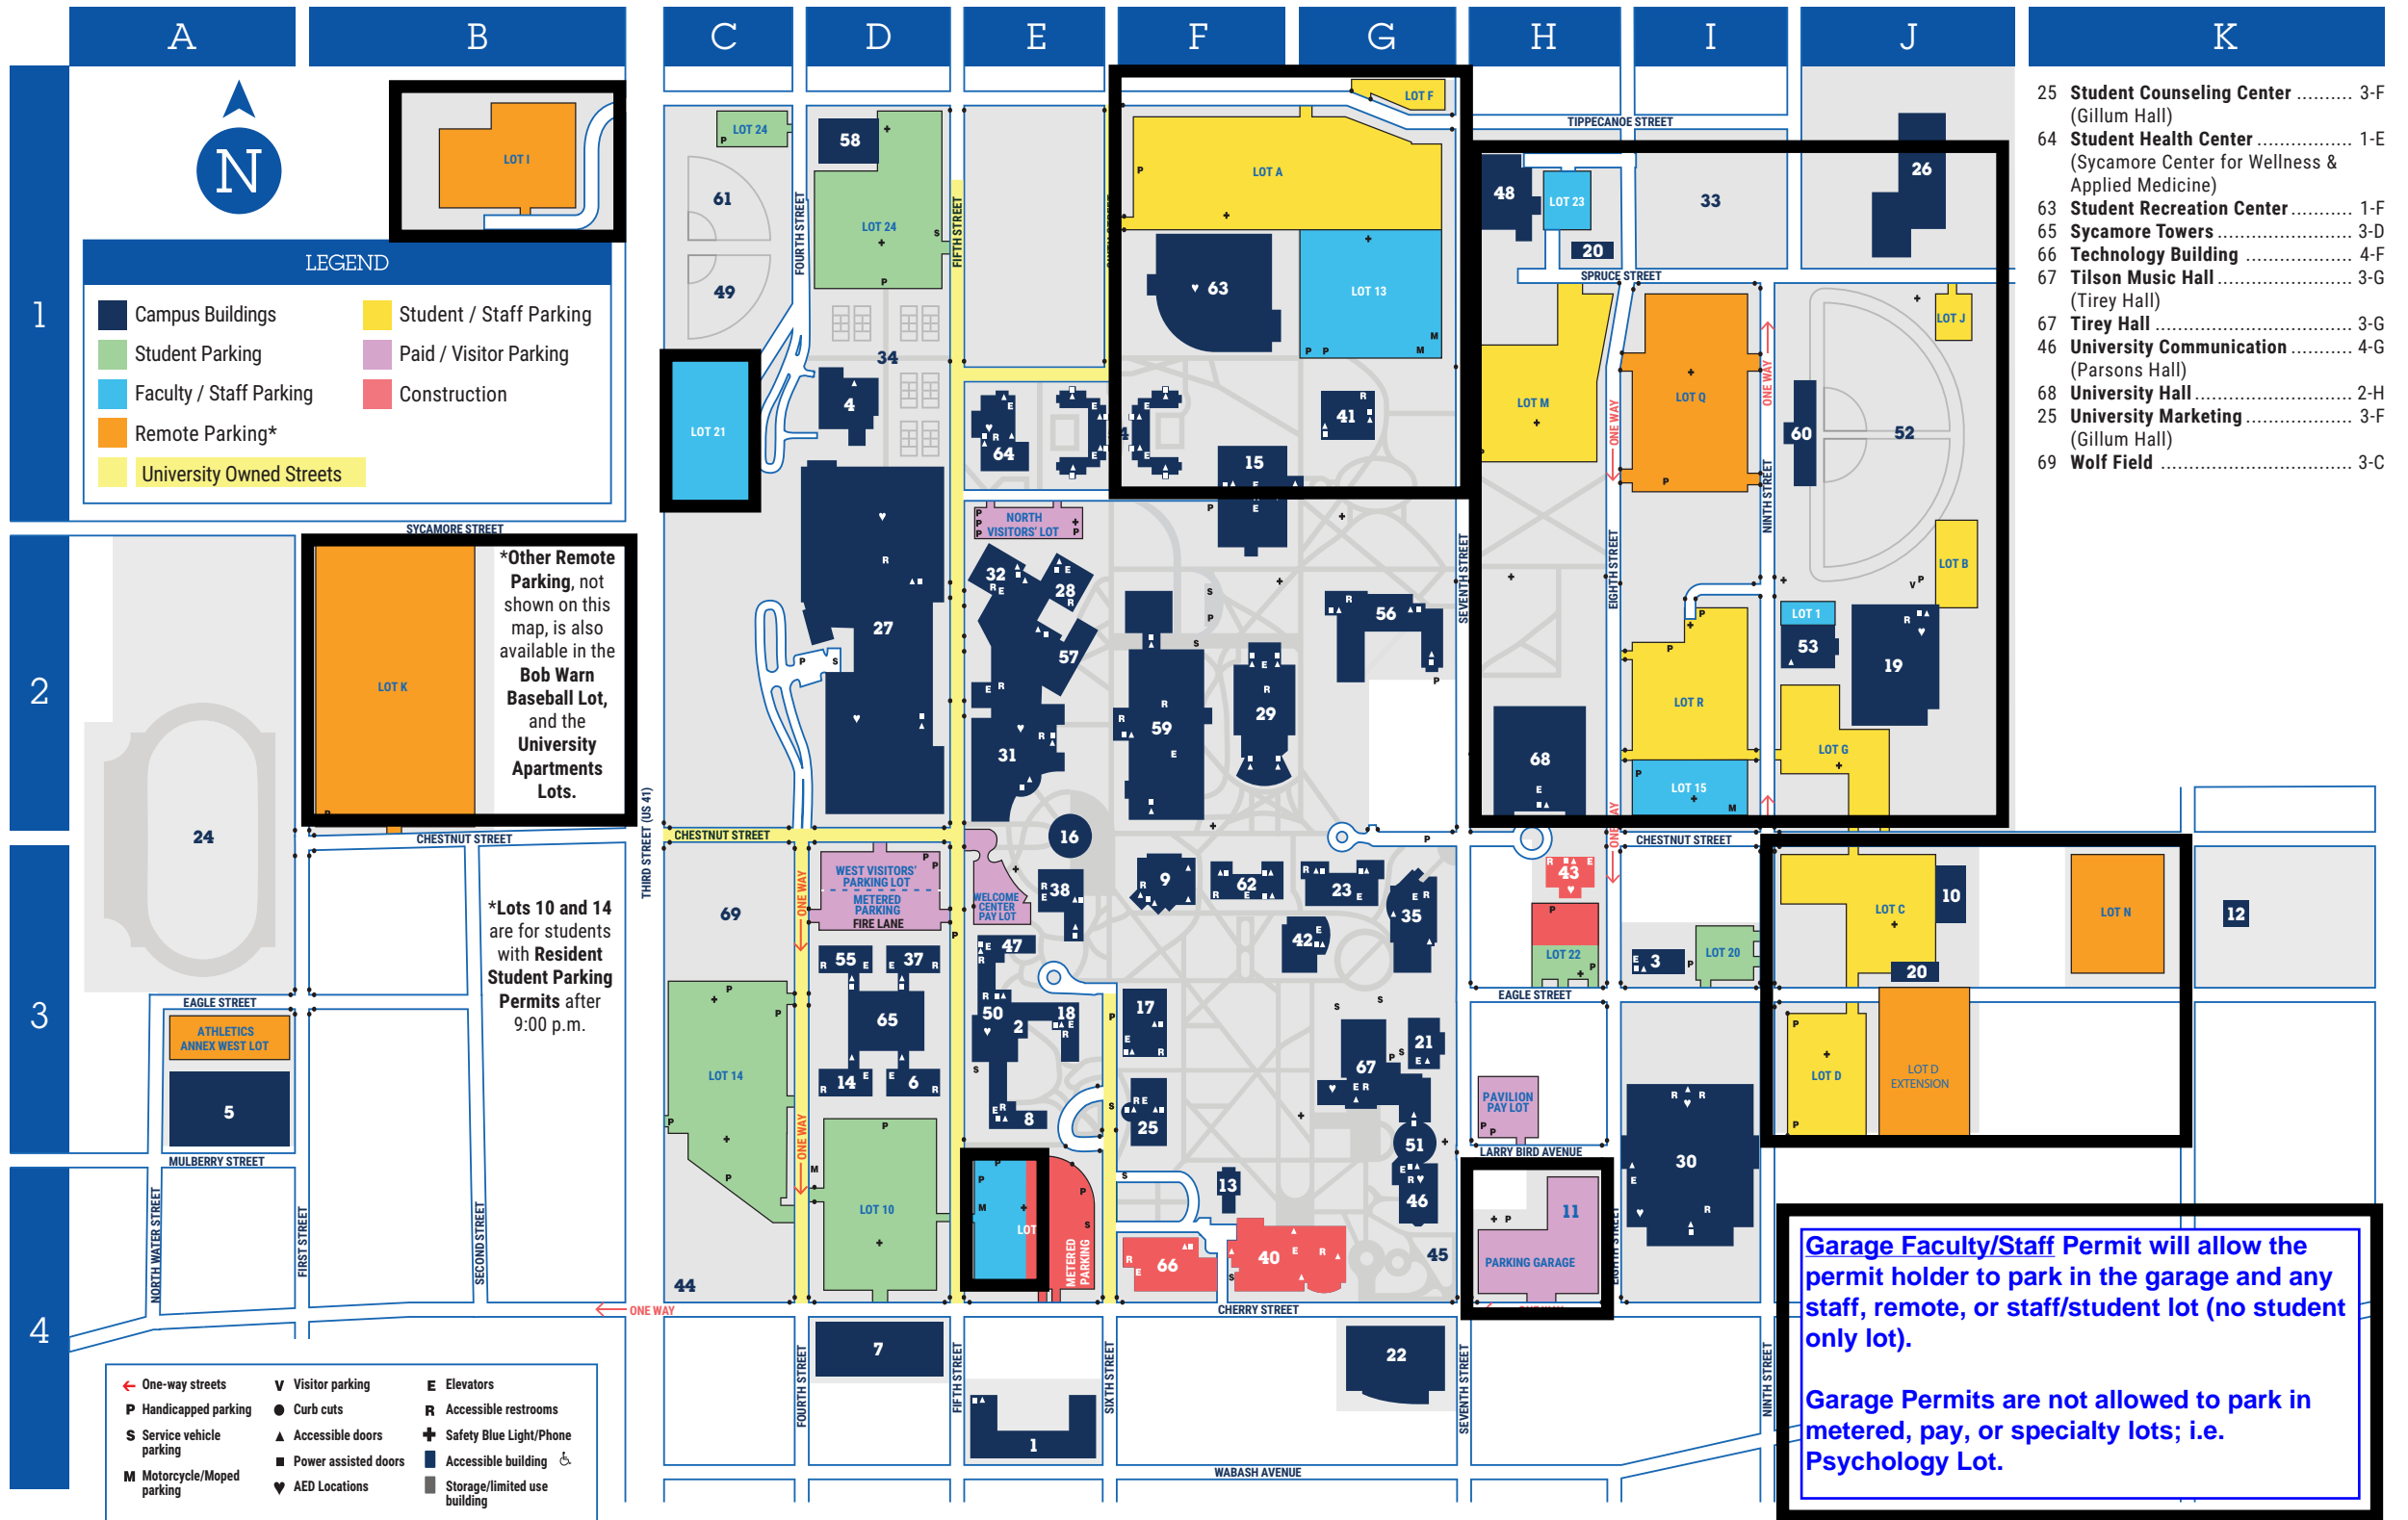 A B C D E F G H I J K
1
2
3
4
N
LOT I
LEGEND
Campus Buildings
Student Parking
Faculty / Staff Parking
Remote Parking*
University Owned Streets
Student / Staff Parking
Paid / Visitor Parking
Construction
25 Student Counseling Center .......... 3-F
(Gillum Hall)
64 Student Health Center ................ 1-E
(Sycamore Center for Wellness &
Applied Medicine)
63 Student Recreation Center ........... 1-F
65 Sycamore Towers ...................... 3-D
66 Technology Building .................. 4-F
67 Tilson Music Hall ...................... 3-G
(Tirey Hall)
67 Tirey Hall ................................ 3-G
46 University Communication ........... 4-G
(Parsons Hall)
68 University Hall .......................... 2-H
25 University Marketing .................. 3-F
(Gillum Hall)
69 Wolf Field ................................ 3-C
LOT 24
61
49
LOT 21
58
LOT 24
34
4
FOURTH STREET
FIFTH STREET
LOT F
LOT A
63
LOT 13
41
15
64
TIPPECANOE STREET
48
LOT 23
20
33
26
SPRUCE STREET
LOT M
LOT Q
LOT J
60
52
ONE WAY
ONE WAY
NINTH STREET
EIGHTH STREET
SEVENTH STREET
SYCAMORE STREET
LOT K
*Other Remote
Parking, not
shown on this
map, is also
available in the
Bob Warn
Baseball Lot,
and the
University
Apartments
Lots.
24
27
NORTH
VISITORS' LOT
32
28
57
31
59
29
56
68
LOT R
LOT 15
LOT 1
53
19
LOT B
LOT G
CHESTNUT STREET
CHESTNUT STREET
CHESTNUT STREET
THIRD STREET (US 41)
*Lots 10 and 14
are for students
with Resident
Student Parking
Permits after
9:00 p.m.
69
WEST VISITORS'
PARKING LOT
METERED
PARKING
FIRE LANE
WELCOME
CENTER
PAY LOT
16
38
9
62
23
35
42
43
LOT 22
3
LOT 20
LOT C
10
20
LOT N
12
ONE WAY
ONE WAY
55
37
65
14
6
47
50
2
18
8
17
25
67
21
51
46
13
EAGLE STREET
EAGLE STREET
ATHLETICS
ANNEX WEST LOT
5
LOT 14
LOT 10
LOT D
LOT D
EXTENSION
PAVILION
PAY LOT
LARRY BIRD AVENUE
30
MULBERRY STREET
NORTH WATER STREET
FIRST STREET
SECOND STREET
ONE WAY
44
LOT
METERED
PARKING
66
40
45
11
PARKING GARAGE
ONE WAY
CHERRY STREET
7
1
22
FOURTH STREET
FIFTH STREET
SIXTH STREET
SEVENTH STREET
NINTH STREET
WABASH AVENUE
One-way streets
P Handicapped parking
S Service vehicle
parking
M Motorcycle/Moped
parking
V Visitor parking
Curb cuts
Accessible doors
Power assisted doors
AED Locations
E Elevators
R Accessible restrooms
Safety Blue Light/Phone
Accessible building
Storage/limited use
building
Garage Faculty/Staff Permit will allow the
permit holder to park in the garage and any
staff, remote, or staff/student lot (no student
only lot).
Garage Permits are not allowed to park in
metered, pay, or specialty lots; i.e.
Psychology Lot.